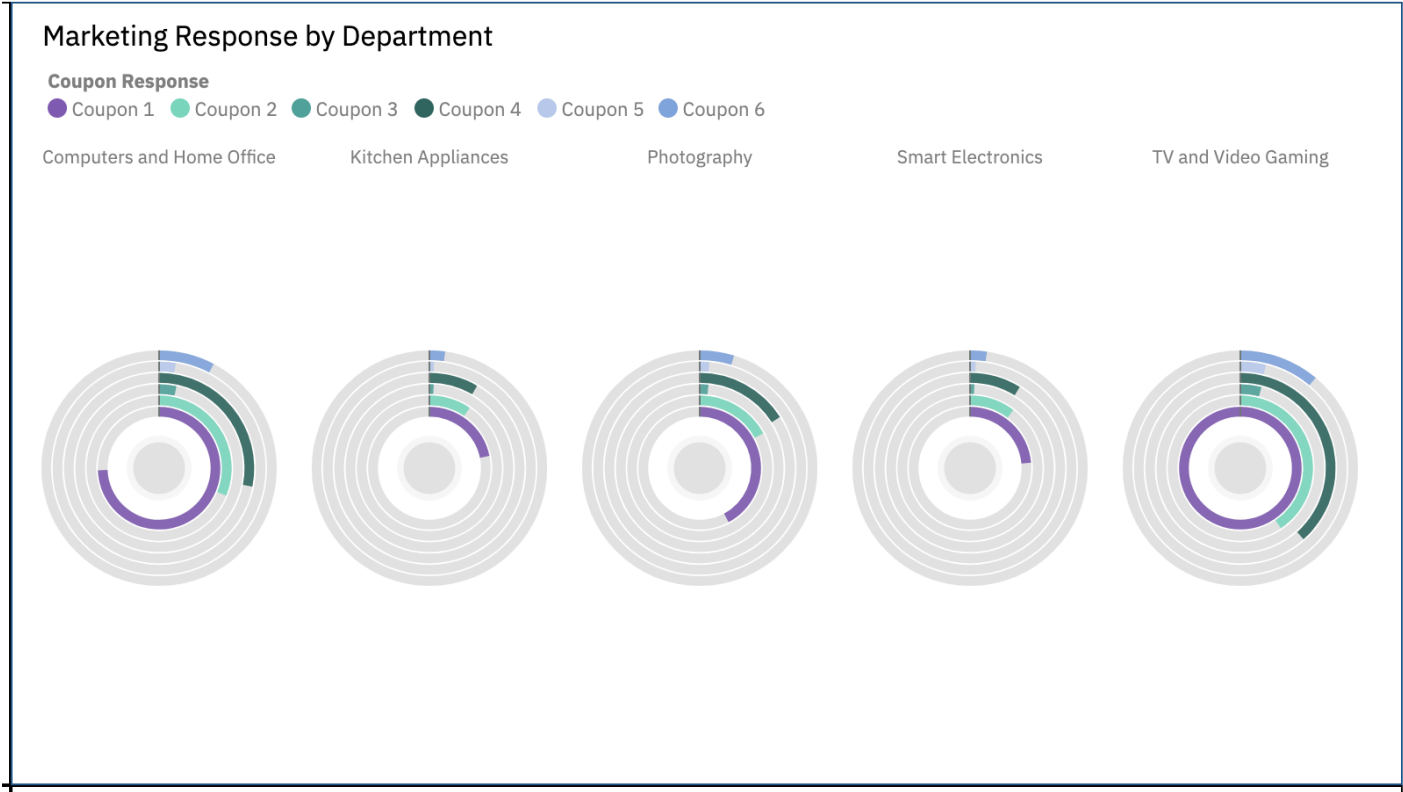 Marketing Response by Department
Coupon Response
Coupon 1 Coupon 2 Coupon 3 Coupon 4 Coupon 5 Coupon 6
Computers and Home Office Kitchen Appliances Photography Smart Electronics TV and Video Gaming